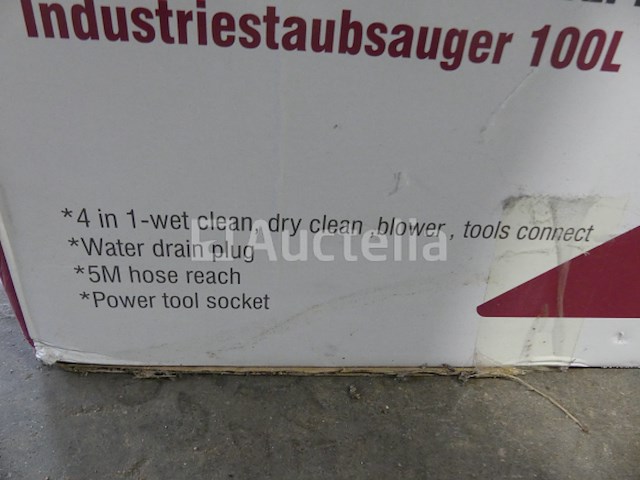 Industriestaubsauger 100L
*4 in 1-wet clean, dry clean ,blower , tools connect
Auctelia
*Water drain plug
*5M hose reach
*Power tool socket